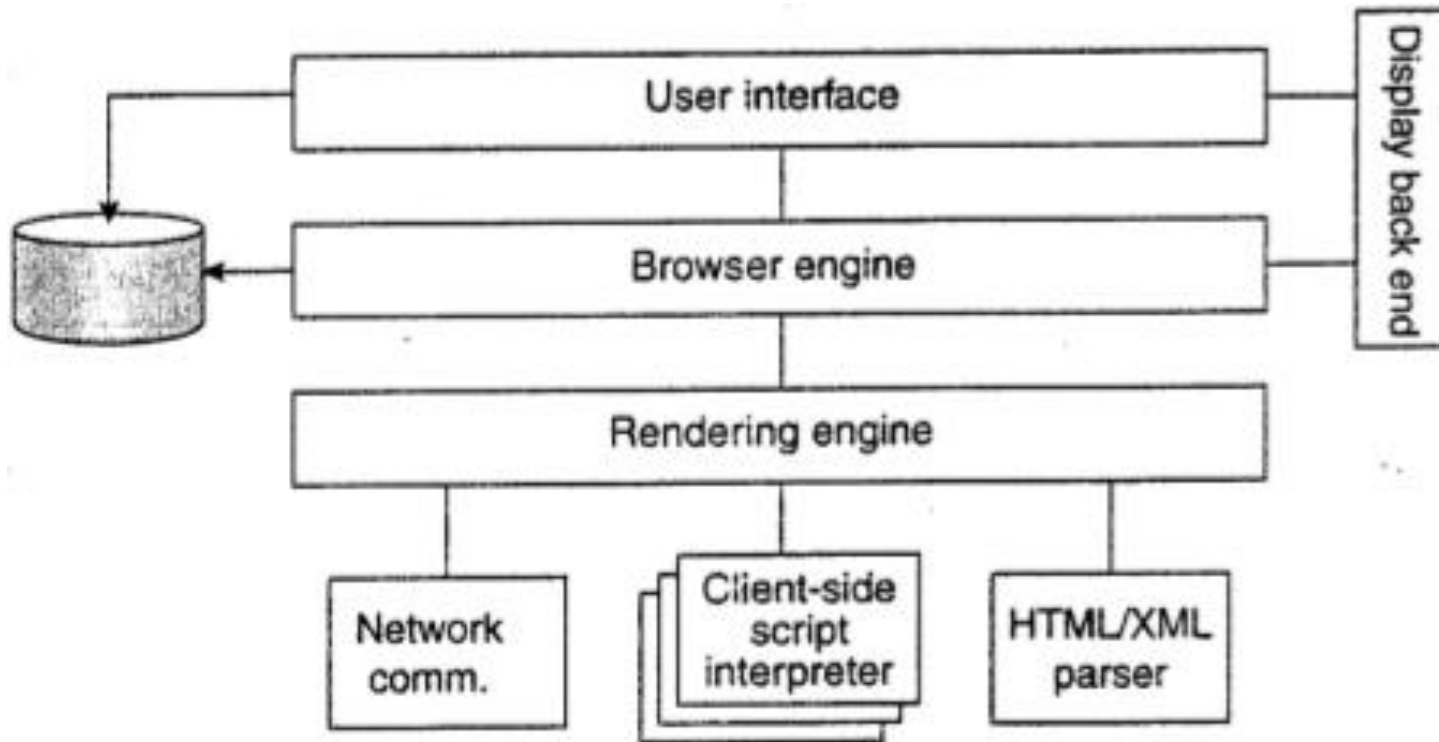 User interface
Display back end
Browser engine
Rendering engine
Network
comm.
Client-side
script
interpreter
HTML/XML
parser